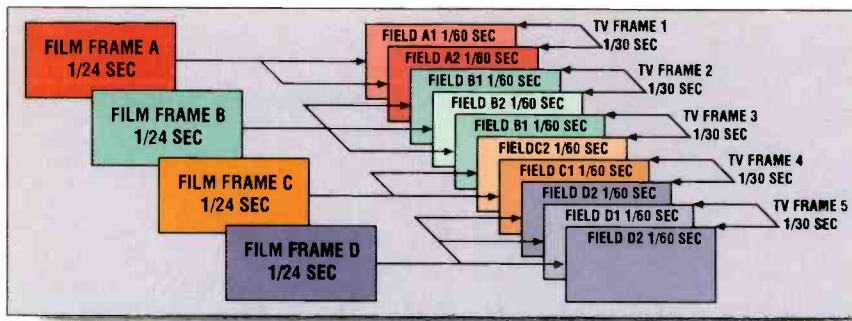 FILM FRAME A
1/24 SEC
FILM FRAME B
1/24 SEC
FILM FRAME C
1/24 SEC
FILM FRAME D
1/24 SEC
FIELD A1 1/60 SEC
FIELD A2 1/60 SEC
FIELD B1 1/60 SEC
FIELD B2 1/60 SEC
FIELD B1 1/60 SEC
FIELDC2 1/60 SEC
FIELD C1 1/60 SEC
FIELD D2 1/60 SEC
FIELD D1 1/60 SEC
FIELD D2 1/60 SEC
TV FRAME 1
1/30 SEC
TV FRAME 2
1/30 SEC
TV FRAME 3
1/30 SEC
TV FRAME 4
1/30 SEC
TV FRAME 5
1/30 SEC